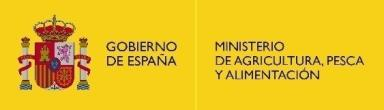 GOBIERNO
DE ESPAÑA
MINISTERIO
DE AGRICULTURA, PESCA
Y ALIMENTACIÓN